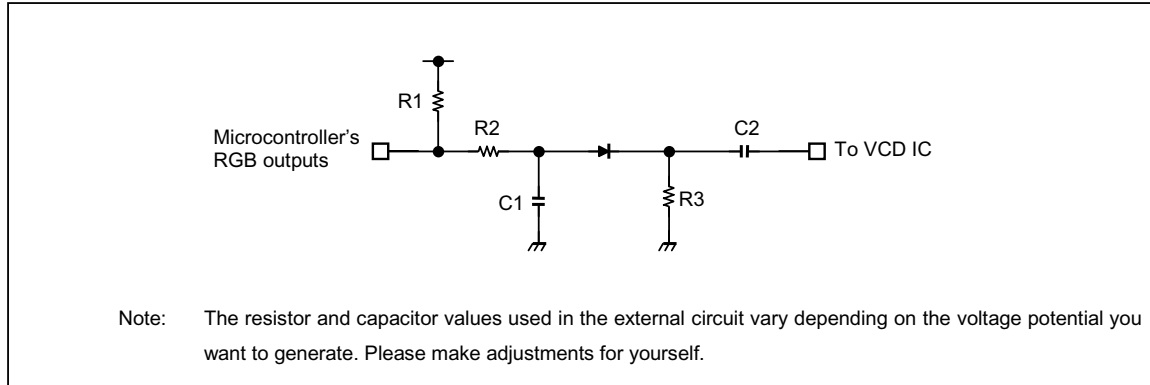 R1
R2
C2
Microcontroller's
RGB outputs
To VCD IC
C1
R3
Note: The resistor and capacitor values used in the external circuit vary depending on the voltage potential you
want to generate. Please make adjustments for yourself.